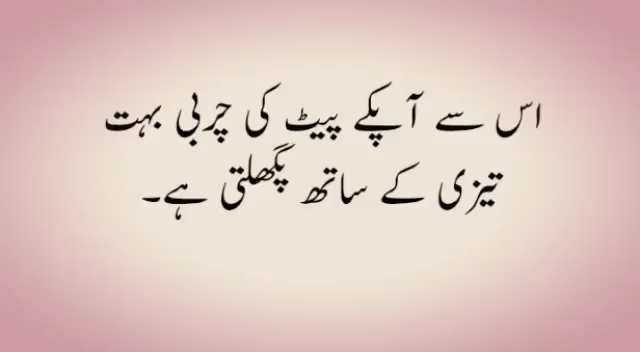 اس سے آپکے پیٹ کی چربی بہت
تیزی کے ساتھ پگھلتی ہے۔